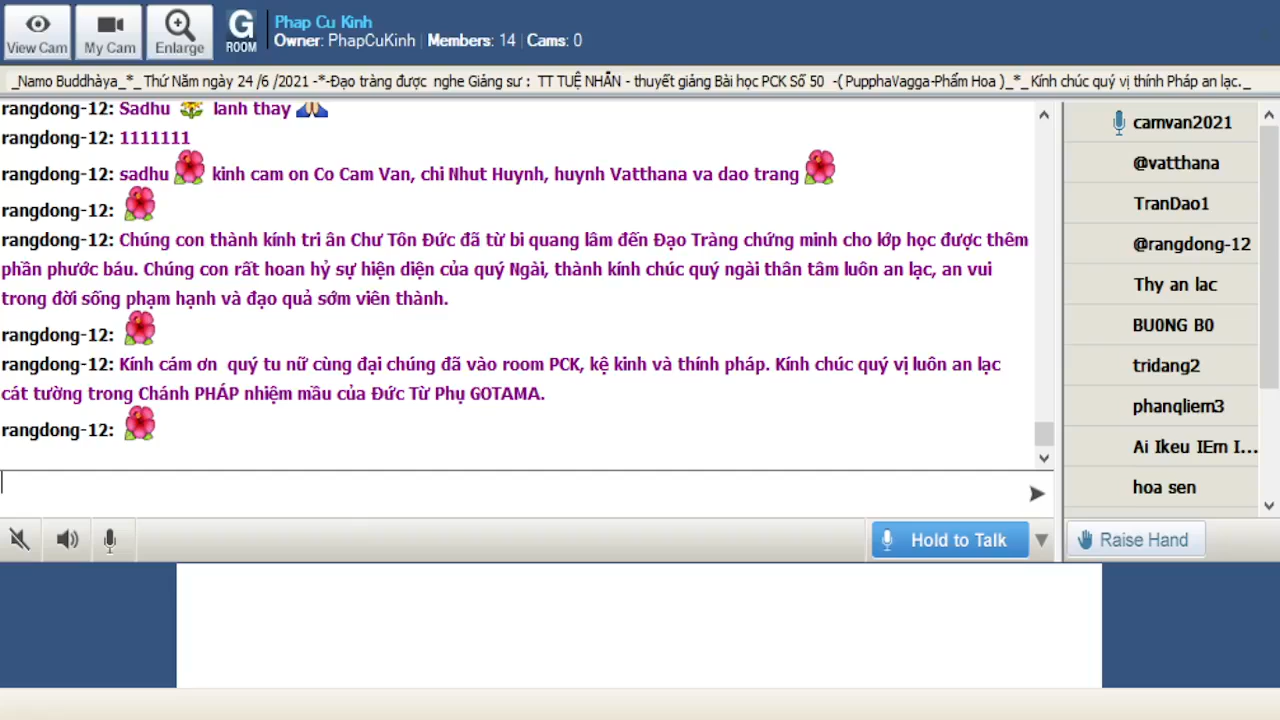 View Cam
My Cam
Enlarge
G
ROOM
Phap Cu Kinh
Owner: PhapCuKinh | Members: 14 | Cams: 0
_Namo Buddhàya_*_ Thứ Năm ngày 24 /6 /2021 -*-Đạo tràng được nghe Giảng sư : TT TUỆ NHẪN - thuyết giảng Bài học PCK Số 50 -( PupphaVagga-Phẩm Hoa )_*_ Kính chúc quý vị thính Pháp an lạc._
rangdong-12: Sadhu lanh thay
rangdong-12: 1111111
rangdong-12: sadhu kinh cam on Co Cam Van, chi Nhut Huynh, huynh Vatthana va dao trang
rangdong-12:
rangdong-12: Chúng con thành kính tri ân Chư Tôn Đức đã từ bi quang lâm đến Đạo Tràng chứng minh cho lớp học được thêm
phần phước báu. Chúng con rất hoan hỷ sự hiện diện của quý Ngài, thành kính chúc quý ngài thân tâm luôn an lạc, an vui
trong đời sống phạm hạnh và đạo quả sớm viên thành.
rangdong-12:
rangdong-12: Kính cám ơn quý tu nữ cùng đại chúng đã vào room PCK, kệ kinh và thính pháp. Kính chúc quý vị luôn an lạc
cát tường trong Chánh PHÁP nhiệm mầu của Đức Từ Phụ GOTAMA.
rangdong-12:
camvan2021
@vatthana
TranDao1
@rangdong-12
Thy an lac
BU0NG B0
tridang2
phanqliem3
Ai Ikeu IEm I...
hoa sen
Hold to Talk
Raise Hand